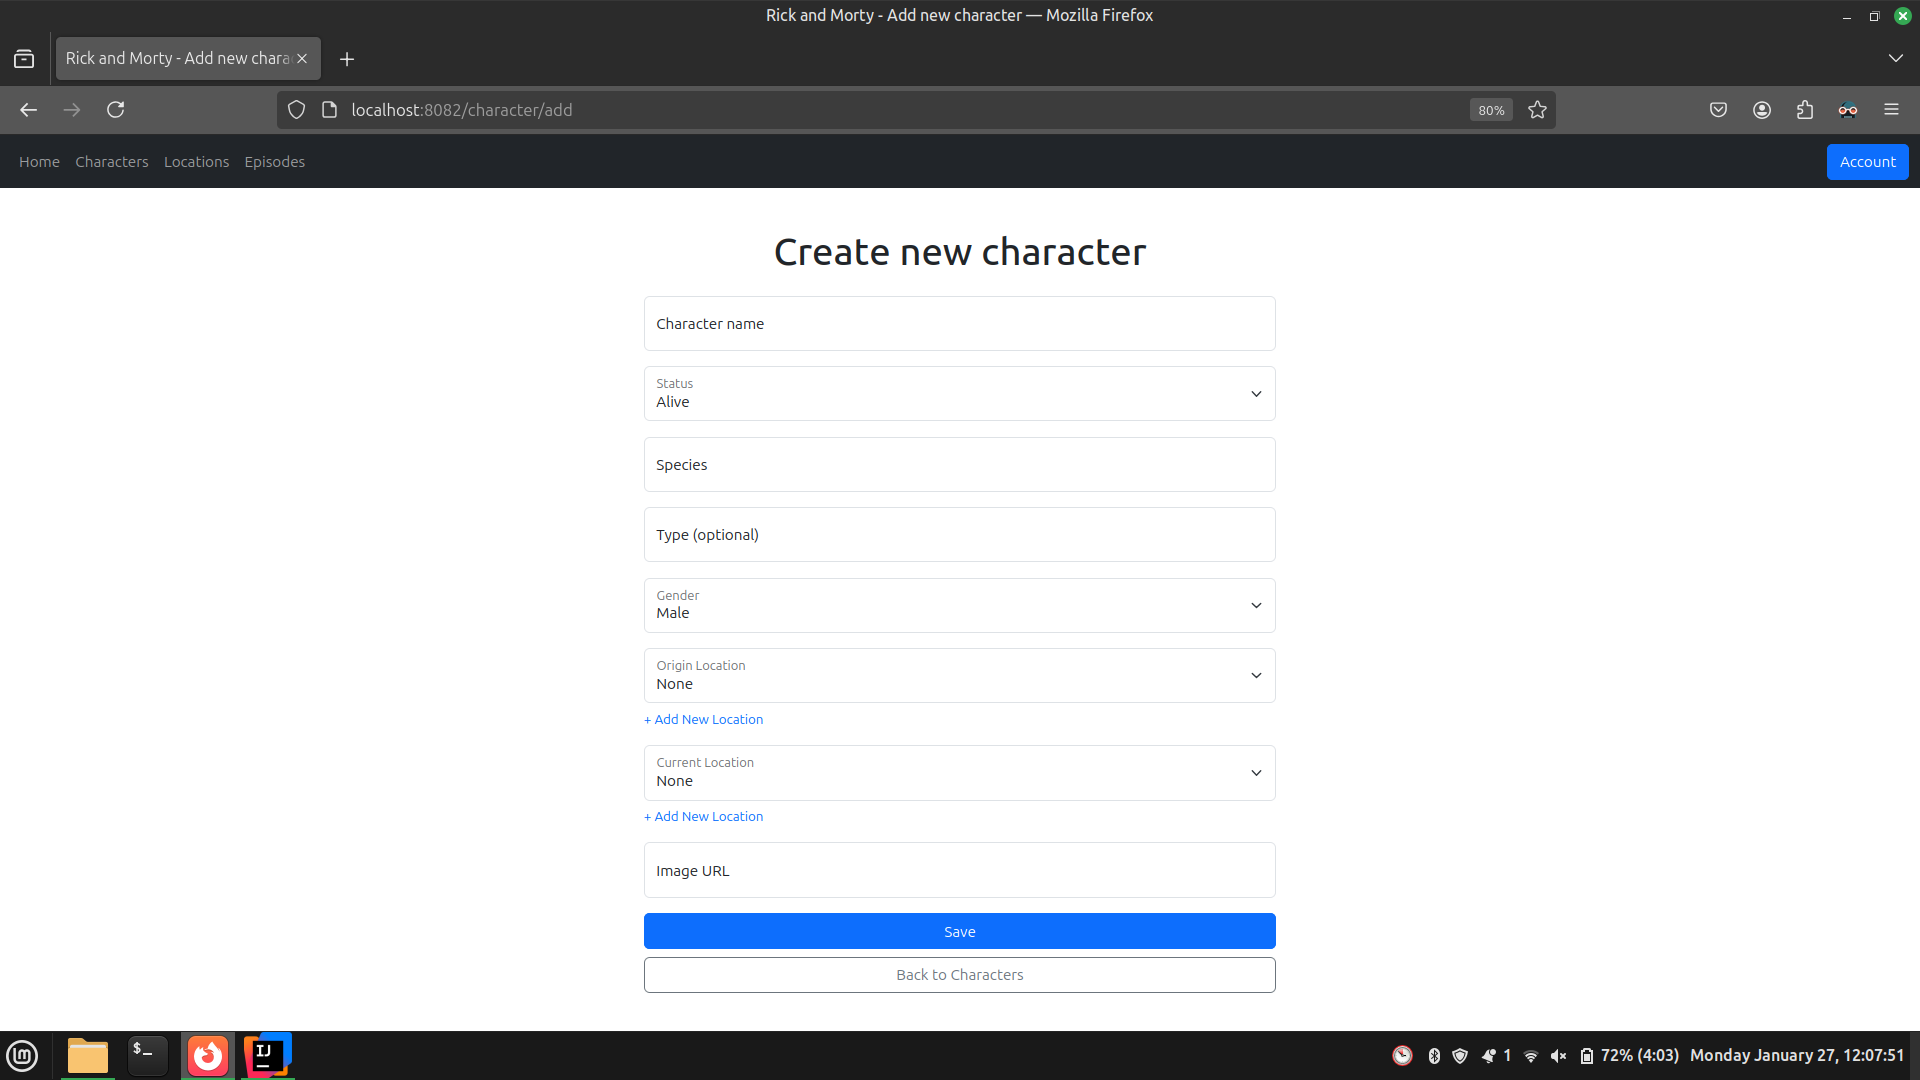 Rick and Morty - Add new character — Mozilla Firefox
Rick and Morty - Add new chara
localhost:8082/character/add
80%
Home Characters Locations Episodes Account
Create new character
Character name
Status
Alive
Species
Type (optional)
Gender
Male
Origin Location
None
+ Add New Location
Current Location
None
+ Add New Location
Image URL
Save
Back to Characters
$_
IJ
1 72% (4:03) Monday January 27, 12:07:51